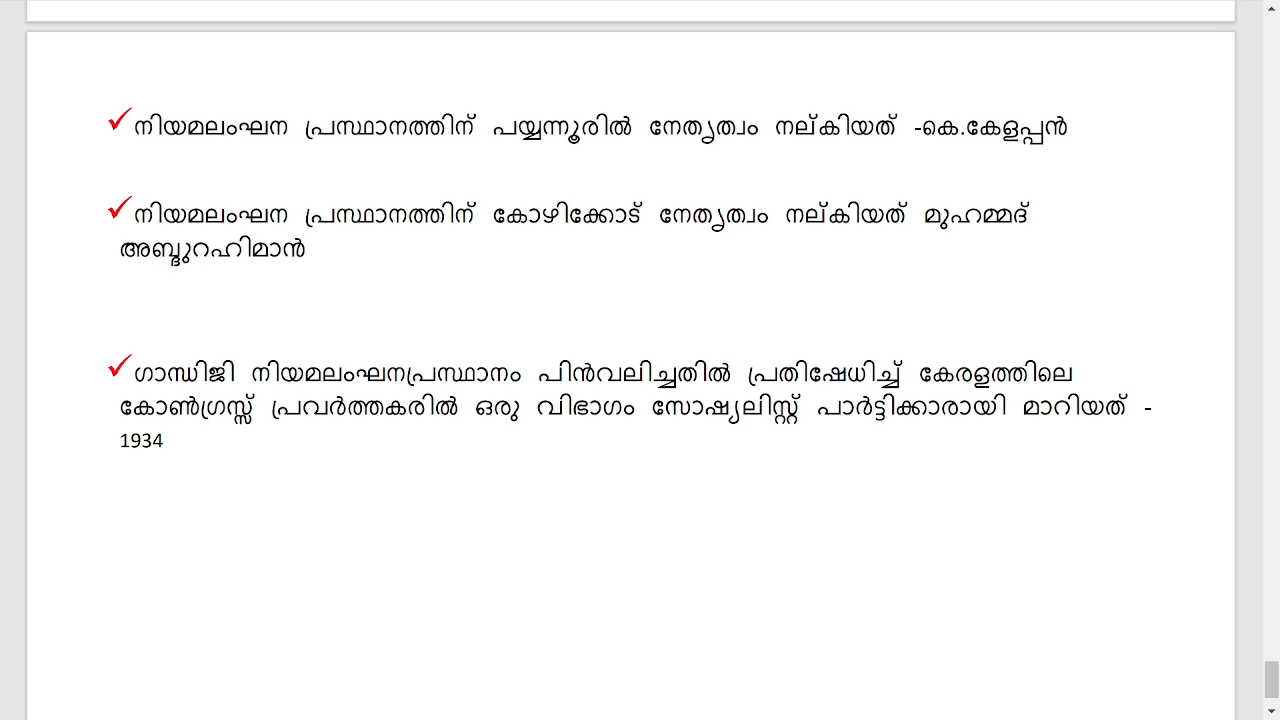 നിയമലംഘന പ്രസ്ഥാനത്തിന് പയ്യന്നൂരിൽ നേതൃത്വം നല്കിയത് -കെ.കേളപ്പൻ
നിയമലംഘന പ്രസ്ഥാനത്തിന് കോഴിക്കോട് നേതൃത്വം നല്കിയത് മുഹമ്മദ്
അബ്ദുറഹിമാൻ
ഗാന്ധിജി നിയമലംഘനപ്രസ്ഥാനം പിൻവലിച്ചതിൽ പ്രതിഷേധിച്ച് കേരളത്തിലെ
കോൺഗ്രസ്സ് പ്രവർത്തകരിൽ ഒരു വിഭാഗം സോഷ്യലിസ്റ്റ് പാർട്ടിക്കാരായി മാറിയത് -
1934